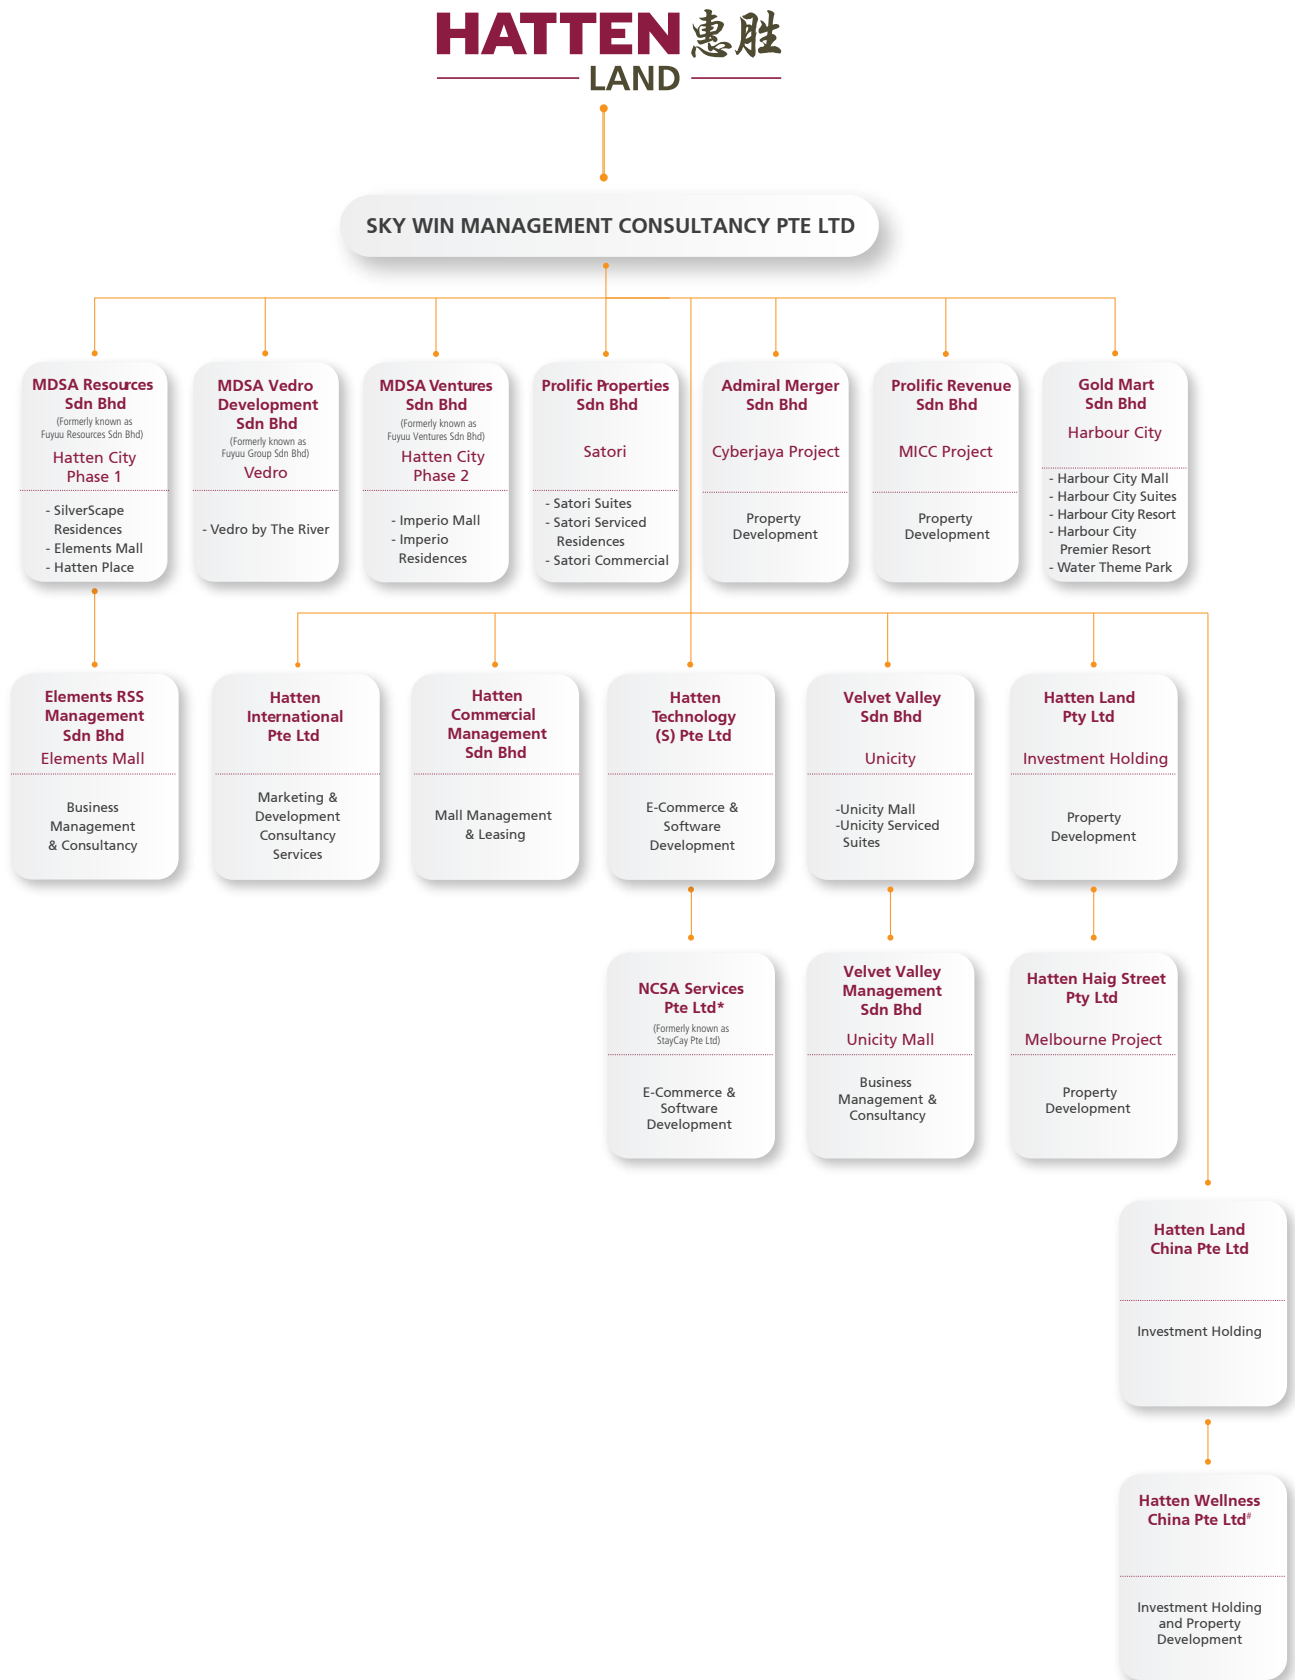 HATTEN 惠胜
LAND
SKY WIN MANAGEMENT CONSULTANCY PTE LTD
MDSA Resources
Sdn Bhd
(Formerly known as
Fuyuu Resources Sdn Bhd)
Hatten City
Phase 1
- SilverScape
Residences
- Elements Mall
- Hatten Place
MDSA Vedro
Development
Sdn Bhd
(Formerly known as
Fuyuu Group Sdn Bhd)
Vedro
- Vedro by The River
MDSA Ventures
Sdn Bhd
(Formerly known as
Fuyuu Ventures Sdn Bhd)
Hatten City
Phase 2
- Imperio Mall
- Imperio
Residences
Prolific Properties
Sdn Bhd
Satori
- Satori Suites
- Satori Serviced
Residences
- Satori Commercial
Admiral Merger
Sdn Bhd
Cyberjaya Project
Property
Development
Prolific Revenue
Sdn Bhd
MICC Project
Property
Development
Gold Mart
Sdn Bhd
Harbour City
- Harbour City Mall
- Harbour City Suites
- Harbour City Resort
- Harbour City
Premier Resort
- Water Theme Park
Elements RSS
Management
Sdn Bhd
Elements Mall
Business
Management
& Consultancy
Hatten
International
Pte Ltd
Marketing &
Development
Consultancy
Services
Hatten
Commercial
Management
Sdn Bhd
Mall Management
& Leasing
Hatten
Technology
(S) Pte Ltd
E-Commerce &
Software
Development
Velvet Valley
Sdn Bhd
Unicity
-Unicity Mall
-Unicity Serviced
Suites
Hatten Land
Pty Ltd
Investment Holding
Property
Development
NCSA Services
Pte Ltd*
(Formerly known as
StayCay Pte Ltd)
E-Commerce &
Software
Development
Velvet Valley
Management
Sdn Bhd
Unicity Mall
Business
Management &
Consultancy
Hatten Haig Street
Pty Ltd
Melbourne Project
Property
Development
Hatten Land
China Pte Ltd
Investment Holding
Hatten Wellness
China Pte Ltd#
Investment Holding
and Property
Development